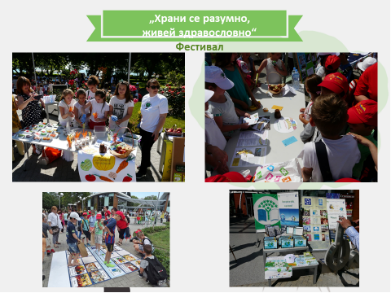 „Храни се разумно,
живей здравословно“
Фестивал